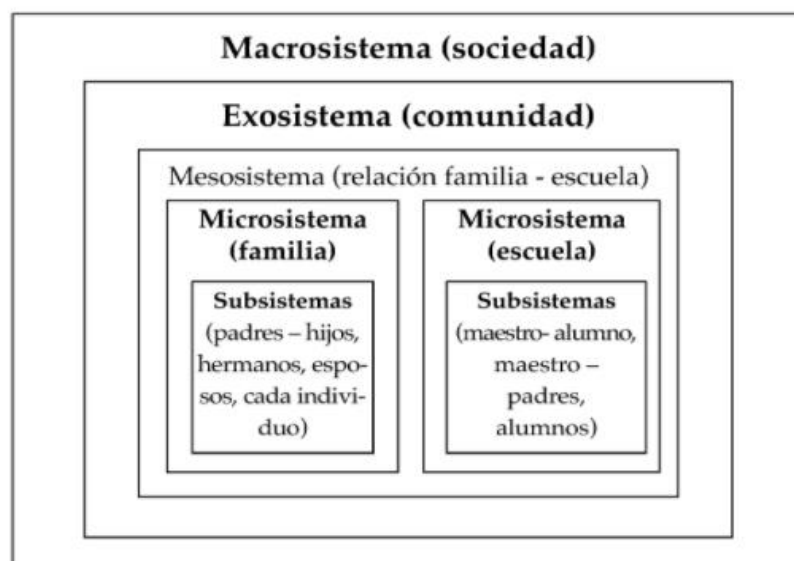 Macrosistema (sociedad)
Exosistema (comunidad)
Mesosistema (relación familia - escuela)
Microsistema
(familia)
Subsistemas
(padres – hijos,
hermanos, espo-
sos, cada indivi-
duo)
Microsistema
(escuela)
Subsistemas
(maestro- alumno,
maestro –
padres,
alumnos)